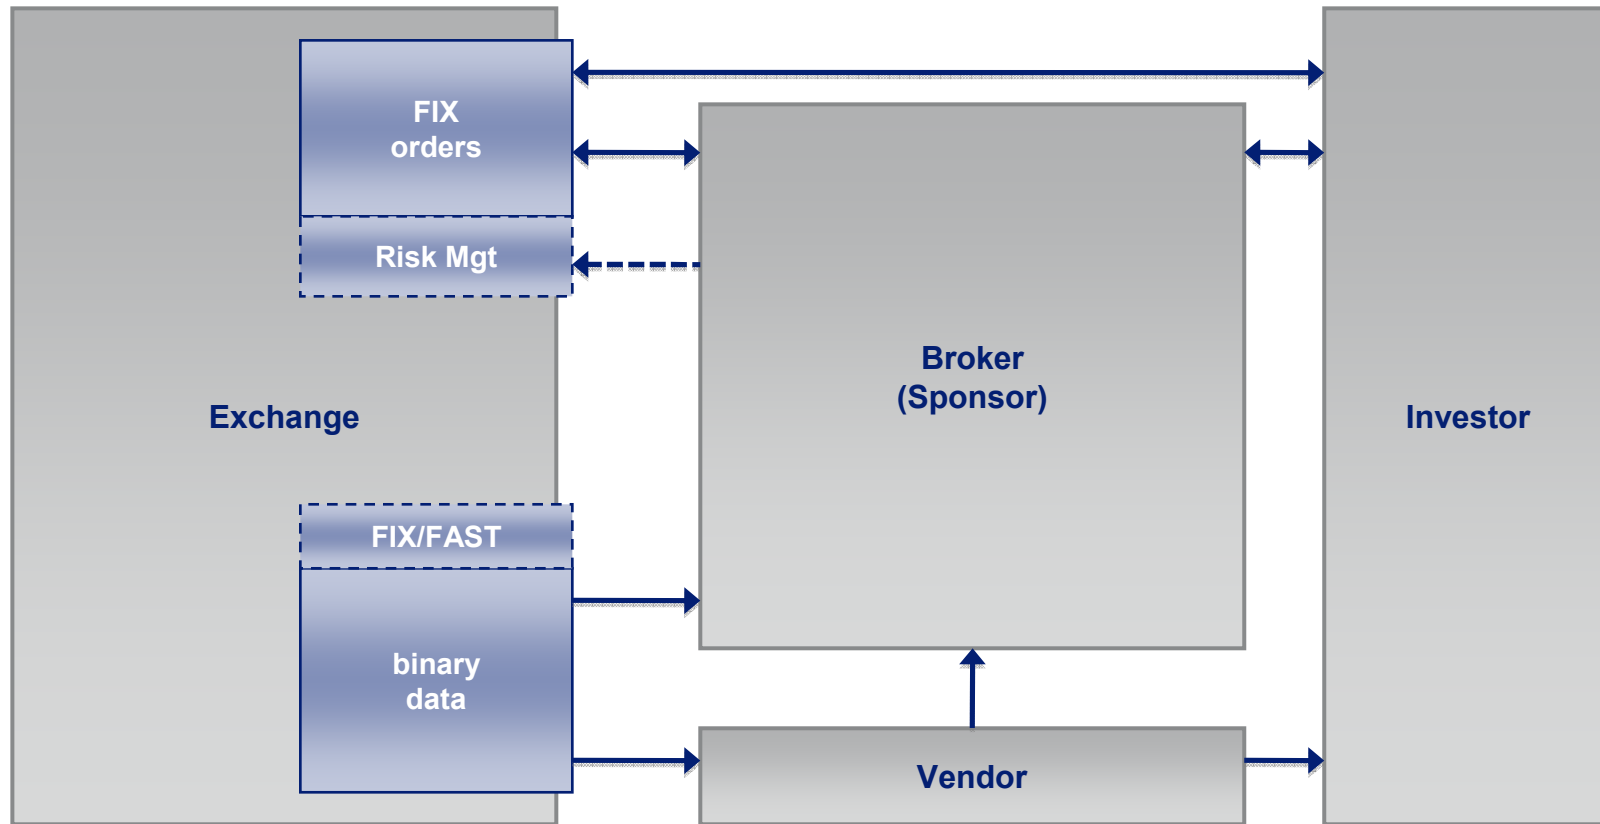 FIX
orders
Risk Mgt
Exchange
FIX/FAST
binary
data
Broker
(Sponsor)
Vendor
Investor